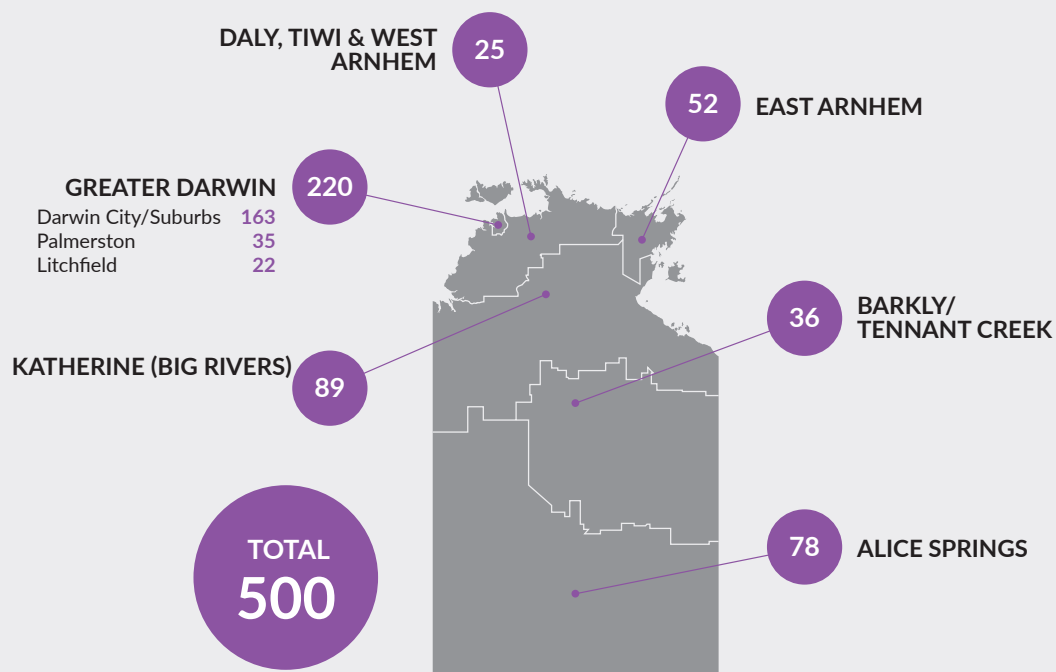 DALY, TIWI & WEST
ARNHEM
25
52
EAST ARNHEM
GREATER DARWIN
220
Darwin City/Suburbs 163
Palmerston 35
Litchfield 22
36
BARKLY/
TENNANT CREEK
KATHERINE (BIG RIVERS)
89
TOTAL
500
78
ALICE SPRINGS